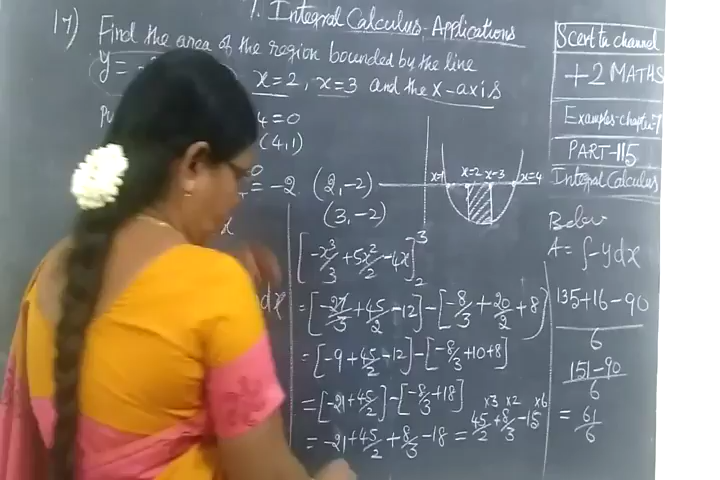 7. Integral Calculus-Applications
17) Find the area of the region bounded by the line
y = x=2, x=3 and the x-axis
4=0
(4,1)
0
= -2 (2,-2)
(3,-2)
x
dx
x=1 x=2 x=3 x=4
[-x³/3 + 5x²/2 - 4x]³₂
= [-27/3 + 45/2 - 12] - [-8/3 + 20/2 + 8]
= [-9 + 45/2 - 12] - [-8/3 + 10 + 8]
= [-21 + 45/2] - [-8/3 + 18]
= -21 + 45/2 + 8/3 - 18 = 45/2 + 8/3 - 15
×3 ×2 ×6
Scert tn channel
+2 MATHS
Examples-chapter-7
PART-115
Integral Calculus
Below
A = ∫-ydx
135+16-90
6
151-90
6
= 61/6